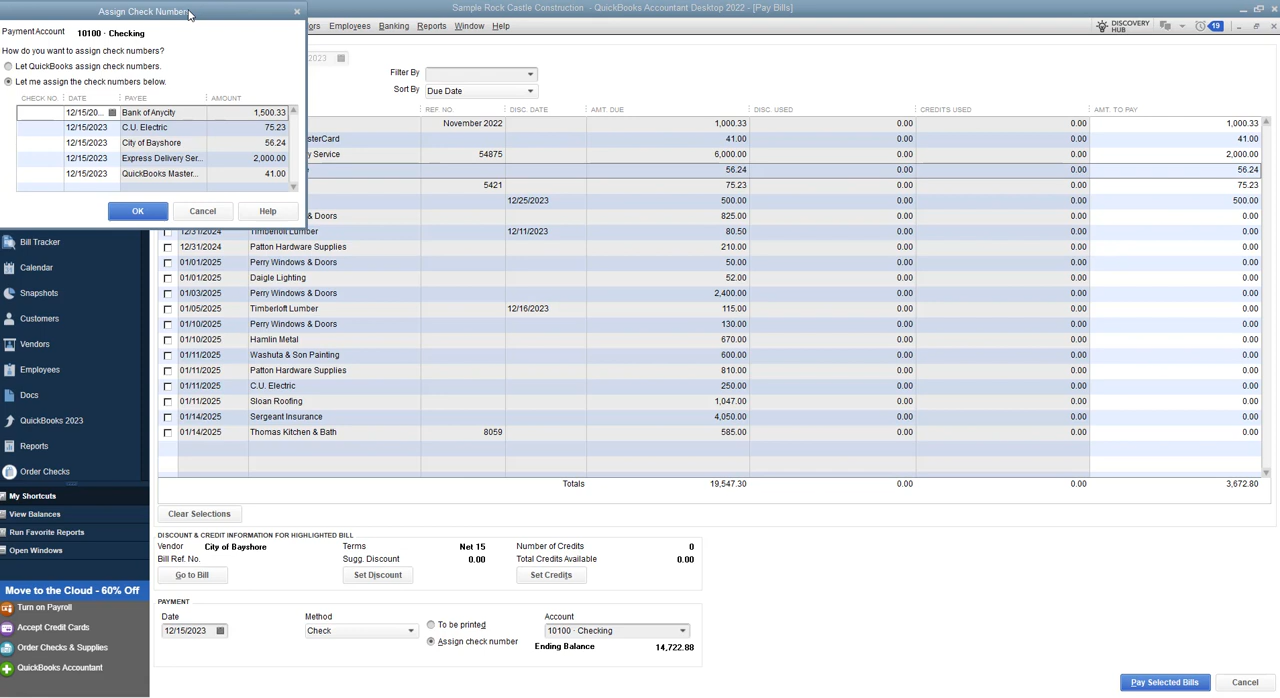 Assign Check Numbers
Sample Rock Castle Construction - QuickBooks Accountant Desktop 2022 - [Pay Bills]
ors Employees Banking Reports Window Help
DISCOVERY HUB
19
Payment Account 10100 · Checking
How do you want to assign check numbers?
Let QuickBooks assign check numbers.
Let me assign the check numbers below.
CHECK NO. DATE PAYEE AMOUNT
12/15/20... Bank of Anycity 1,500.33
12/15/2023 C.U. Electric 75.23
12/15/2023 City of Bayshore 56.24
12/15/2023 Express Delivery Ser... 2,000.00
12/15/2023 QuickBooks Master... 41.00
OK Cancel Help
2023
Filter By
Sort By Due Date
REF. NO. DISC. DATE AMT. DUE DISC. USED CREDITS USED AMT. TO PAY
November 2022 1,000.33 0.00 0.00 1,000.33
sterCard 41.00 0.00 0.00 41.00
y Service 54875 6,000.00 0.00 0.00 2,000.00
56.24 0.00 0.00 56.24
5421 75.23 0.00 0.00 75.23
12/25/2023 500.00 0.00 0.00 500.00
& Doors 825.00 0.00 0.00 0.00
12/31/2024 Timberloft Lumber 12/11/2023 80.50 0.00 0.00 0.00
12/31/2024 Patton Hardware Supplies 210.00 0.00 0.00 0.00
01/01/2025 Perry Windows & Doors 50.00 0.00 0.00 0.00
01/01/2025 Daigle Lighting 52.00 0.00 0.00 0.00
01/03/2025 Perry Windows & Doors 2,400.00 0.00 0.00 0.00
01/05/2025 Timberloft Lumber 12/16/2023 115.00 0.00 0.00 0.00
01/10/2025 Perry Windows & Doors 130.00 0.00 0.00 0.00
01/10/2025 Hamlin Metal 670.00 0.00 0.00 0.00
01/11/2025 Washuta & Son Painting 600.00 0.00 0.00 0.00
01/11/2025 Patton Hardware Supplies 810.00 0.00 0.00 0.00
01/11/2025 C.U. Electric 250.00 0.00 0.00 0.00
01/11/2025 Sloan Roofing 1,047.00 0.00 0.00 0.00
01/14/2025 Sergeant Insurance 4,050.00 0.00 0.00 0.00
01/14/2025 Thomas Kitchen & Bath 8059 585.00 0.00 0.00 0.00
Totals 19,547.30 0.00 0.00 3,672.80
Bill Tracker
Calendar
Snapshots
Customers
Vendors
Employees
Docs
QuickBooks 2023
Reports
Order Checks
My Shortcuts
View Balances
Run Favorite Reports
Open Windows
Move to the Cloud - 60% Off
Turn on Payroll
Accept Credit Cards
Order Checks & Supplies
QuickBooks Accountant
Clear Selections
DISCOUNT & CREDIT INFORMATION FOR HIGHLIGHTED BILL
Vendor City of Bayshore Terms Net 15 Number of Credits 0
Bill Ref. No. Sugg. Discount 0.00 Total Credits Available 0.00
Go to Bill Set Discount Set Credits
PAYMENT
Date Method Account
12/15/2023 Check To be printed 10100 · Checking
Assign check number Ending Balance 14,722.88
Pay Selected Bills Cancel